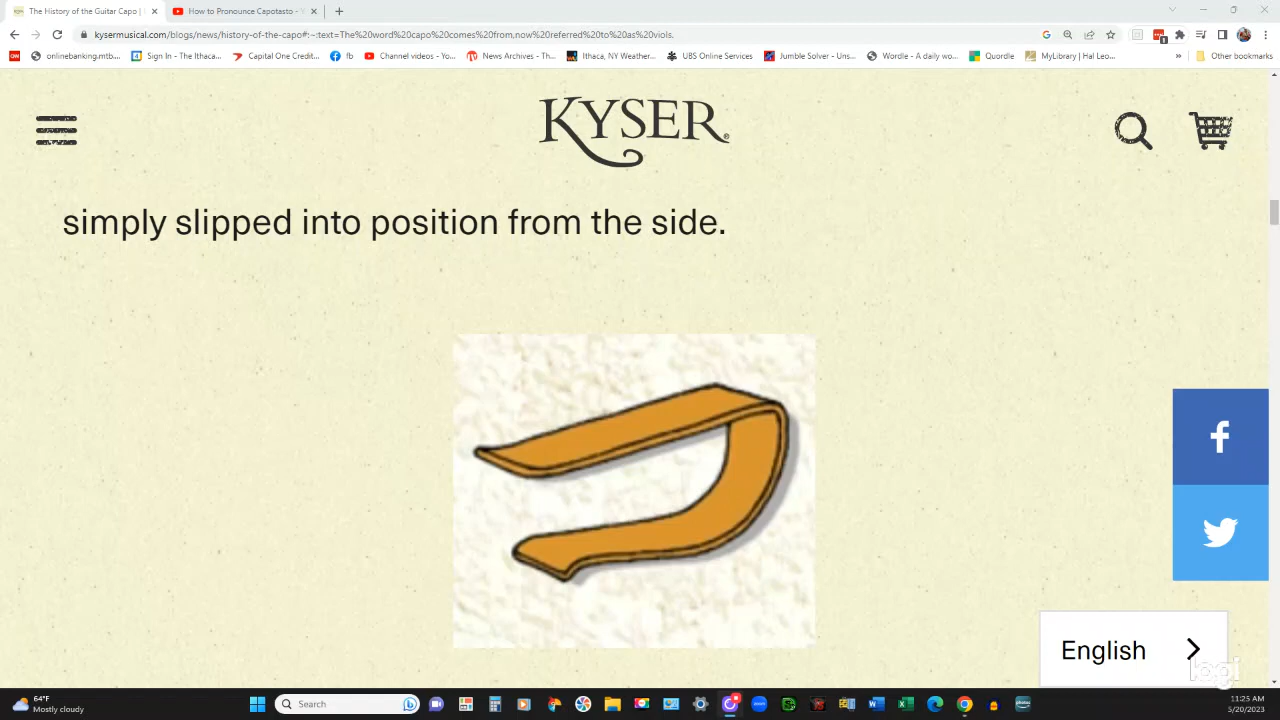 The History of the Guitar Capo |
How to Pronounce Capotasto - Y
kysermusical.com/blogs/news/history-of-the-capo#:~:text=The%20word%20capo%20comes%20from,now%20referred%20to%20as%20viols.
onlinebanking.mtb...
Sign In - The Ithaca...
Capital One Credit...
fb
Channel videos - Yo...
News Archives - Th...
Ithaca, NY Weather...
UBS Online Services
Jumble Solver - Uns...
Wordle - A daily wo...
Quordle
MyLibrary | Hal Leo...
»
Other bookmarks
KYSER®
simply slipped into position from the side.
English
logi
64°F
Mostly cloudy
Search
11:25 AM
5/20/2023